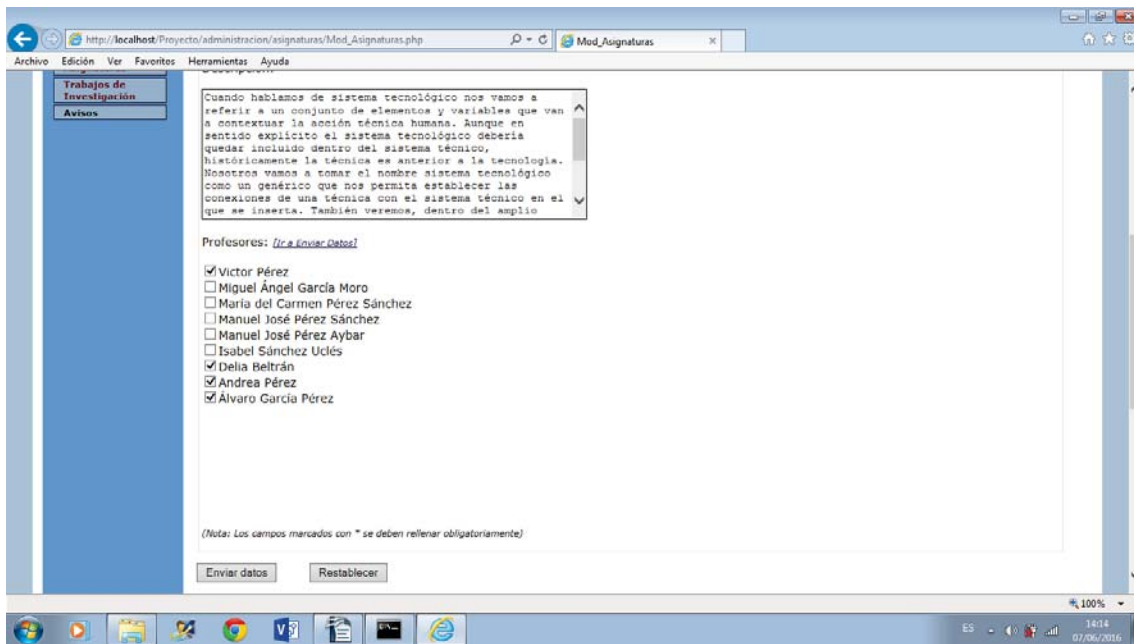 http://localhost/Proyecto/administracion/asignaturas/Mod_Asignaturas.php
Mod_Asignaturas
Archivo Edición Ver Favoritos Herramientas Ayuda
Trabajos de
Investigación
Avisos
Descripción:
Cuando hablamos de sistema tecnológico nos vamos a
referir a un conjunto de elementos y variables que van
a contextuar la acción técnica humana. Aunque en
sentido explícito el sistema tecnológico debería
quedar incluido dentro del sistema técnico,
históricamente la técnica es anterior a la tecnología.
Nosotros vamos a tomar el nombre sistema tecnológico
como un genérico que nos permita establecer las
conexiones de una técnica con el sistema técnico en el
que se inserta. También veremos, dentro del amplio
Profesores: [Ir a Enviar Datos]
Victor Pérez
Miguel Ángel García Moro
María del Carmen Pérez Sánchez
Manuel José Pérez Sánchez
Manuel José Pérez Aybar
Isabel Sánchez Uclés
Delia Beltrán
Andrea Pérez
Álvaro García Pérez
(Nota: Los campos marcados con * se deben rellenar obligatoriamente)
Enviar datos Restablecer
100%
ES
14:14
07/06/2016